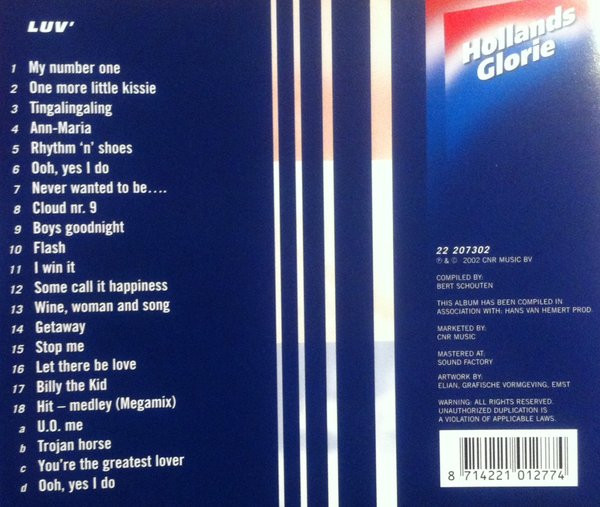 LUV'
1 My number one
2 One more little kissie
3 Tingalingaling
4 Ann-Maria
5 Rhythm 'n' shoes
6 Ooh, yes I do
7 Never wanted to be....
8 Cloud nr. 9
9 Boys goodnight
10 Flash
11 I win it
12 Some call it happiness
13 Wine, woman and song
14 Getaway
15 Stop me
16 Let there be love
17 Billy the Kid
18 Hit – medley (Megamix)
a U.O. me
b Trojan horse
c You're the greatest lover
d Ooh, yes I do
Hollands
Glorie
22 207302
℗ & © 2002 CNR MUSIC BV
COMPILED BY:
BERT SCHOUTEN
THIS ALBUM HAS BEEN COMPILED IN
ASSOCIATION WITH: HANS VAN HEMERT PROD.
MARKETED BY:
CNR MUSIC
MASTERED AT:
SOUND FACTORY
ARTWORK BY:
ELIAN, GRAFISCHE VORMGEVING, EMST
WARNING: ALL RIGHTS RESERVED.
UNAUTHORIZED DUPLICATION IS
A VIOLATION OF APPLICABLE LAWS.
8 714221 012774